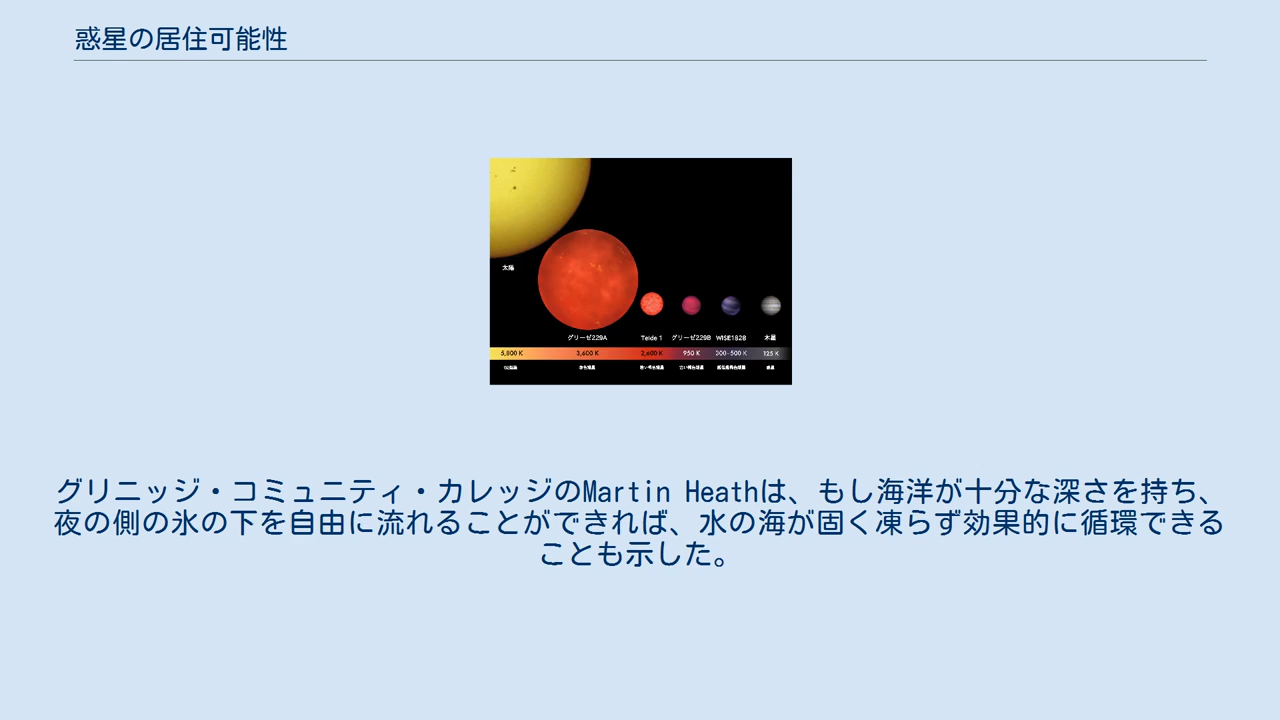 惑星の居住可能性
太陽
グリーゼ229A
Teide 1
グリーゼ229B
WISE1828
木星
5,800 K
3,600 K
2,600 K
950 K
300-500 K
125 K
グリニッジ・コミュニティ・カレッジのMartin Heathは、もし海洋が十分な深さを持ち、
夜の側の氷の下を自由に流れることができれば、水の海が固く凍らず効果的に循環できる
ことも示した。